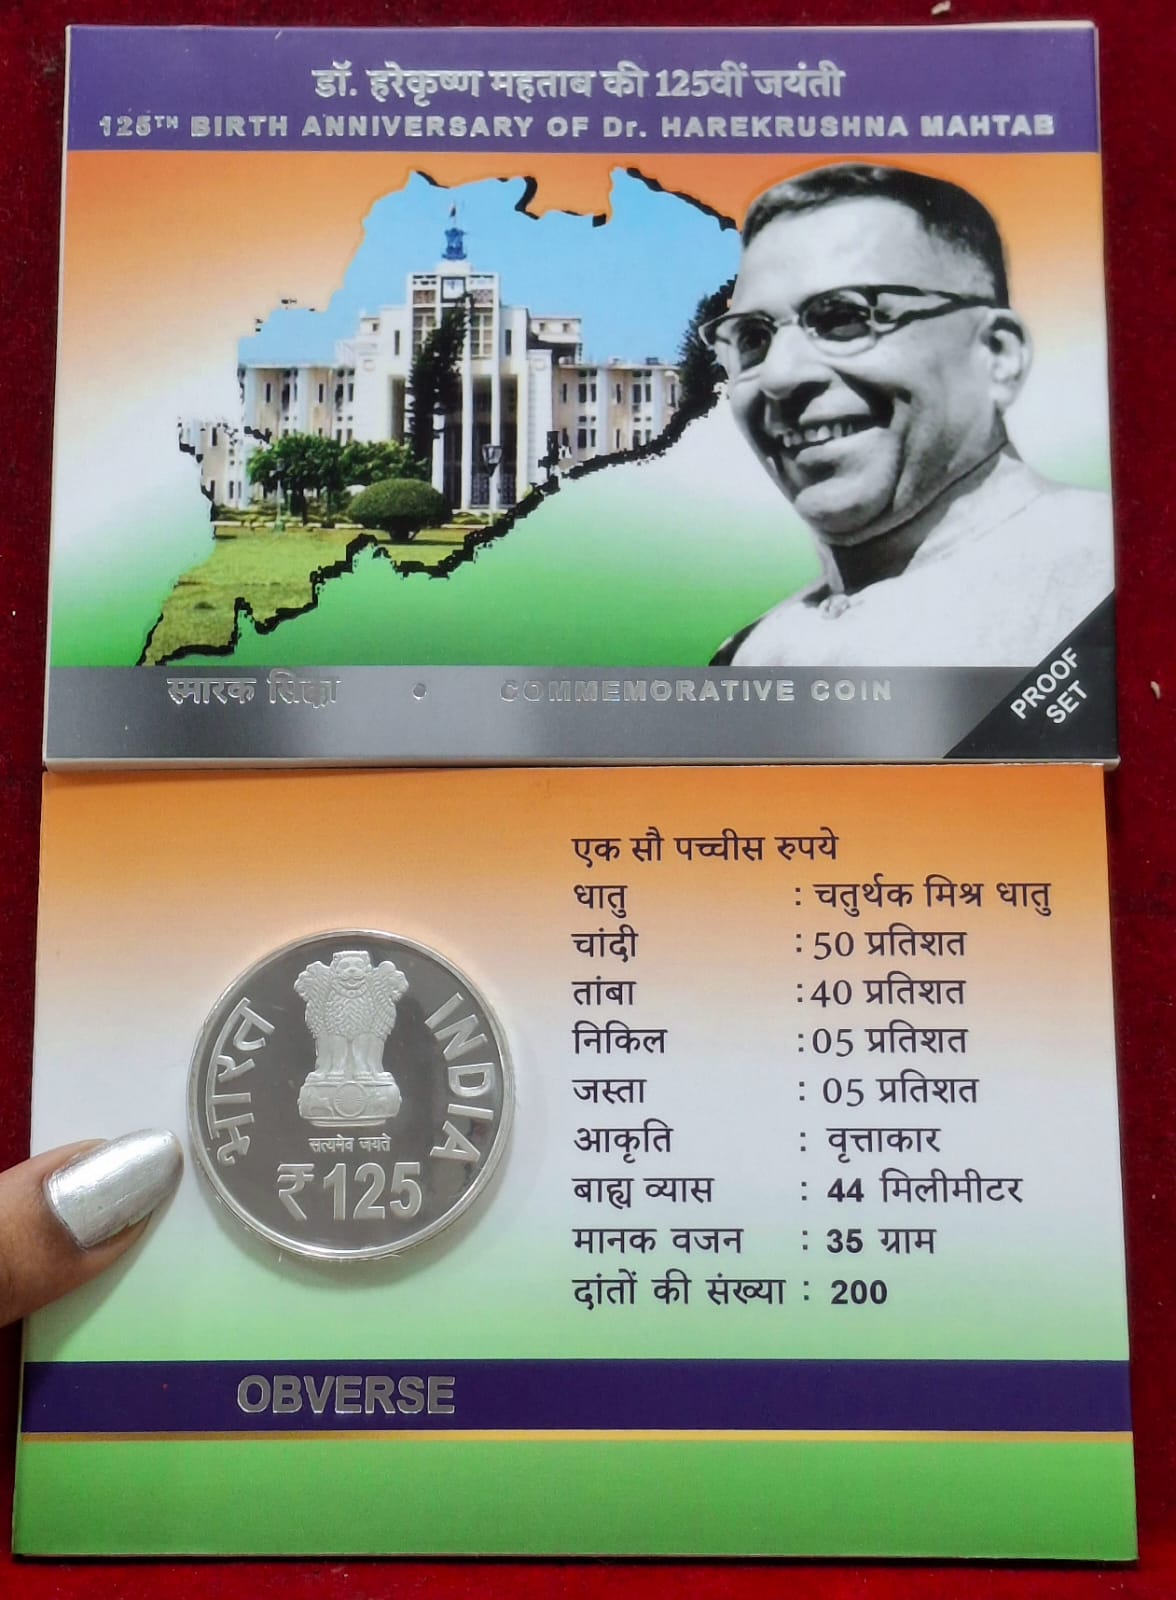 डॉ. हरेकृष्ण महताब की 125वीं जयंती
125TH BIRTH ANNIVERSARY OF Dr. HAREKRUSHNA MAHTAB
स्मारक सिक्का • COMMEMORATIVE COIN
PROOF
SET
एक सौ पच्चीस रुपये
धातु : चतुर्थक मिश्र धातु
चांदी : 50 प्रतिशत
तांबा : 40 प्रतिशत
निकिल : 05 प्रतिशत
जस्ता : 05 प्रतिशत
आकृति : वृत्ताकार
बाह्य व्यास : 44 मिलीमीटर
मानक वजन : 35 ग्राम
दांतों की संख्या : 200
भारत
INDIA
सत्यमेव जयते
₹125
OBVERSE